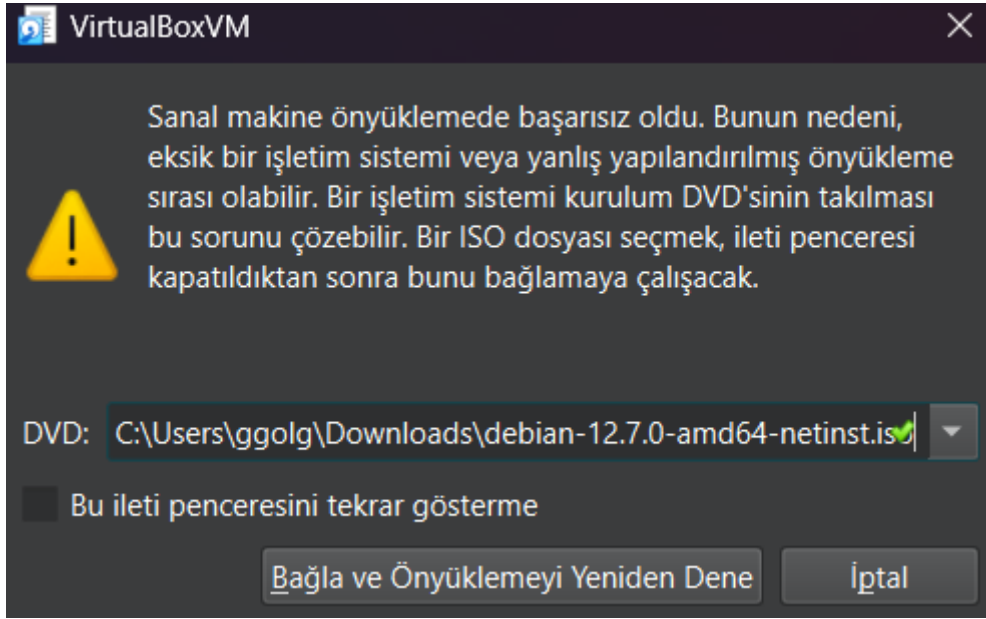 VirtualBoxVM
Sanal makine önyüklemede başarısız oldu. Bunun nedeni,
eksik bir işletim sistemi veya yanlış yapılandırılmış önyükleme
sırası olabilir. Bir işletim sistemi kurulum DVD'sinin takılması
bu sorunu çözebilir. Bir ISO dosyası seçmek, ileti penceresi
kapatıldıktan sonra bunu bağlamaya çalışacak.
DVD: C:\Users\ggolg\Downloads\debian-12.7.0-amd64-netinst.iso
Bu ileti penceresini tekrar gösterme
Bağla ve Önyüklemeyi Yeniden Dene İptal